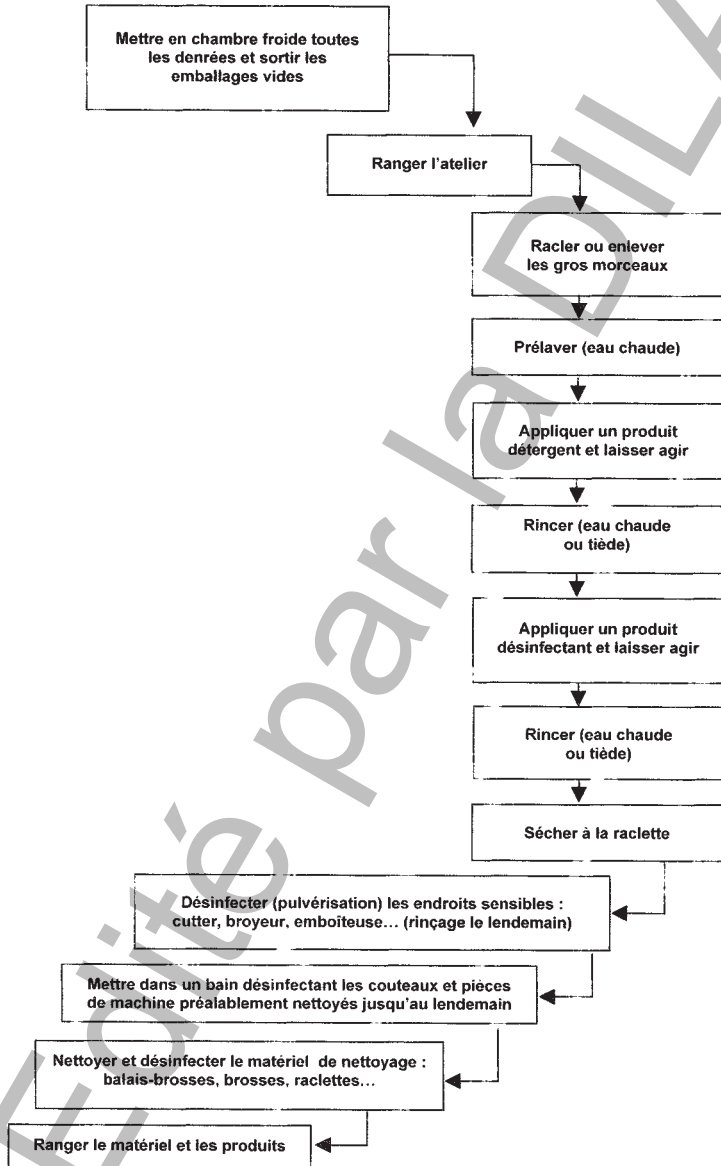 Mettre en chambre froide toutes
les denrées et sortir les
emballages vides
Ranger l'atelier
Racler ou enlever
les gros morceaux
Prélaver (eau chaude)
Appliquer un produit
détergent et laisser agir
Rincer (eau chaude
ou tiède)
Appliquer un produit
désinfectant et laisser agir
Rincer (eau chaude
ou tiède)
Sécher à la raclette
Désinfecter (pulvérisation) les endroits sensibles :
cutter, broyeur, emboîteuse... (rinçage le lendemain)
Mettre dans un bain désinfectant les couteaux et pièces
de machine préalablement nettoyés jusqu'au lendemain
Nettoyer et désinfecter le matériel de nettoyage :
balais-brosses, brosses, raclettes...
Ranger le matériel et les produits
Edité par la DILA